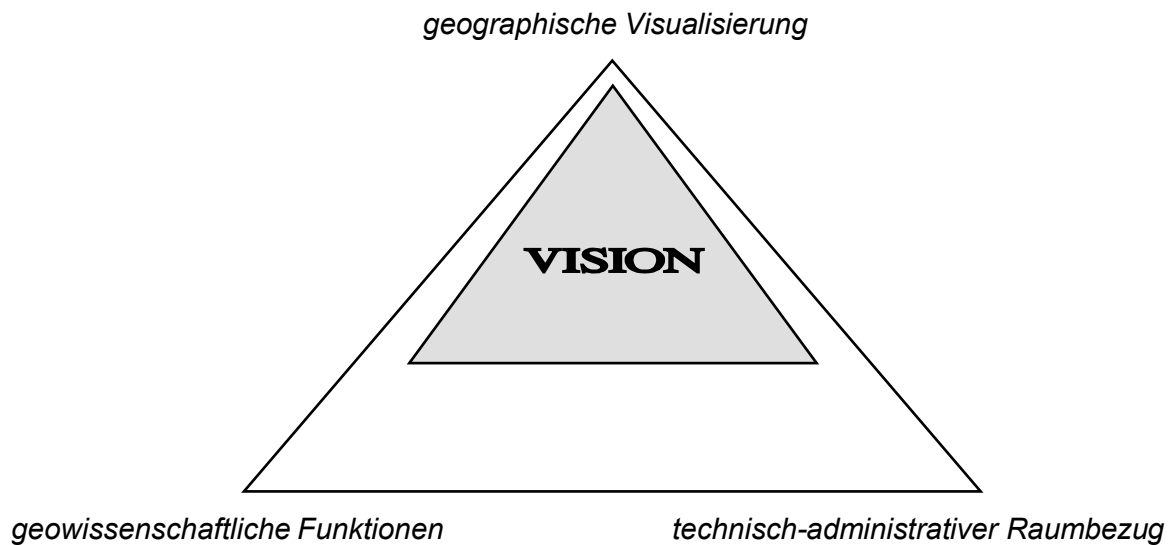 geographische Visualisierung
VISION
geowissenschaftliche Funktionen
technisch-administrativer Raumbezug